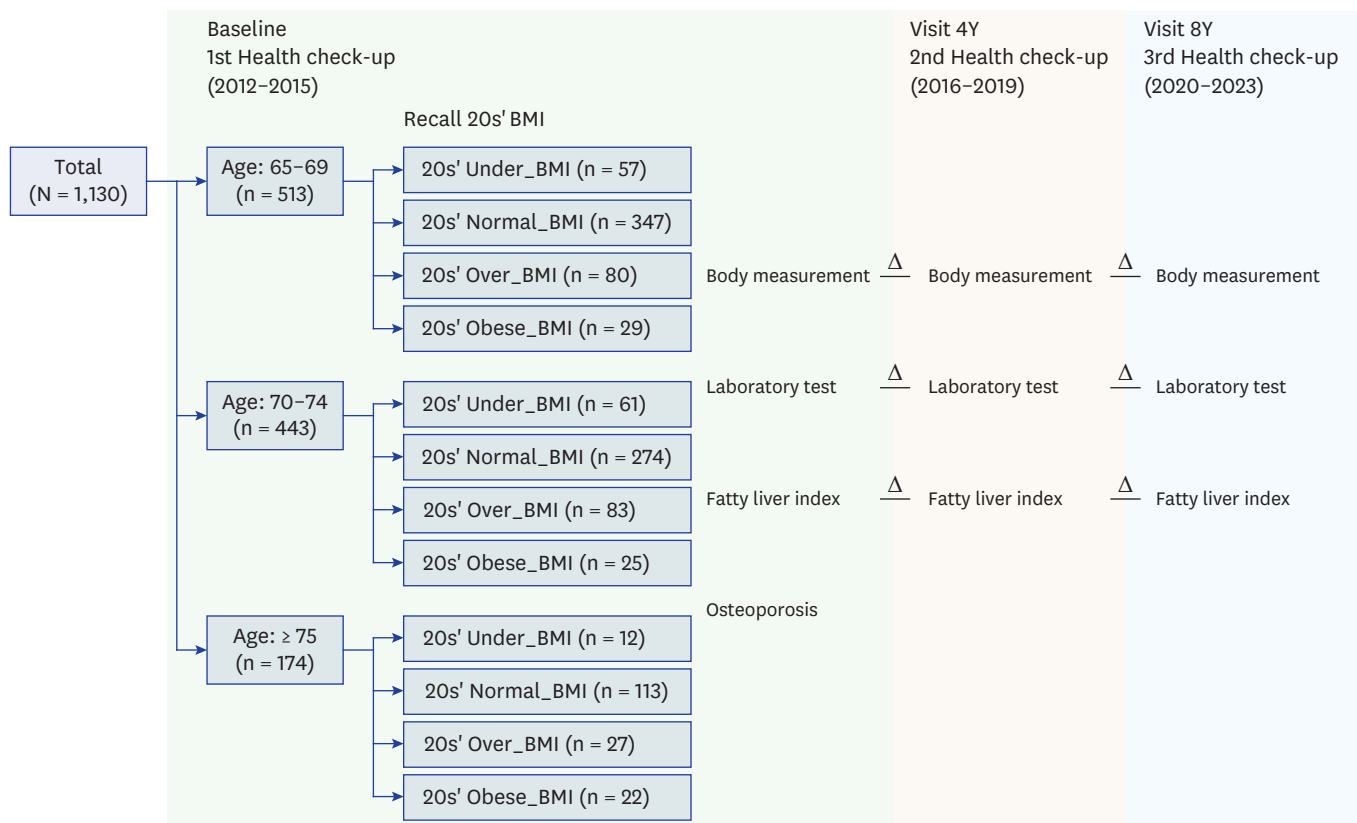 Baseline
1st Health check-up
(2012–2015)
Visit 4Y
2nd Health check-up
(2016–2019)
Visit 8Y
3rd Health check-up
(2020–2023)
Recall 20s' BMI
Total
(N = 1,130)
Age: 65–69
(n = 513)
20s' Under_BMI (n = 57)
20s' Normal_BMI (n = 347)
20s' Over_BMI (n = 80)
20s' Obese_BMI (n = 29)
Age: 70–74
(n = 443)
20s' Under_BMI (n = 61)
20s' Normal_BMI (n = 274)
20s' Over_BMI (n = 83)
20s' Obese_BMI (n = 25)
Age: ≥ 75
(n = 174)
20s' Under_BMI (n = 12)
20s' Normal_BMI (n = 113)
20s' Over_BMI (n = 27)
20s' Obese_BMI (n = 22)
Body measurement Δ Body measurement Δ Body measurement
Laboratory test Δ Laboratory test Δ Laboratory test
Fatty liver index Δ Fatty liver index Δ Fatty liver index
Osteoporosis